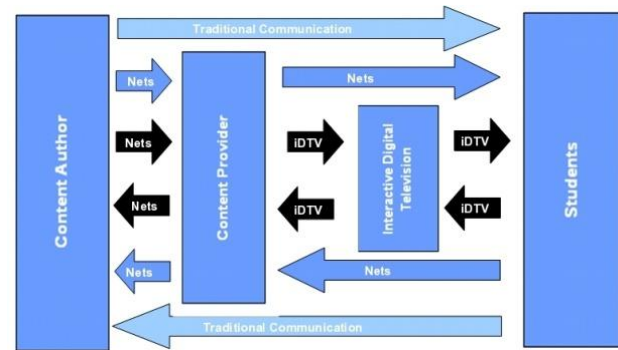 Traditional Communication
Content Author
Nets
Content Provider
Nets
Nets
iDTV
Interactive Digital
Television
iDTV
Students
Nets
iDTV
iDTV
Nets
Nets
Traditional Communication